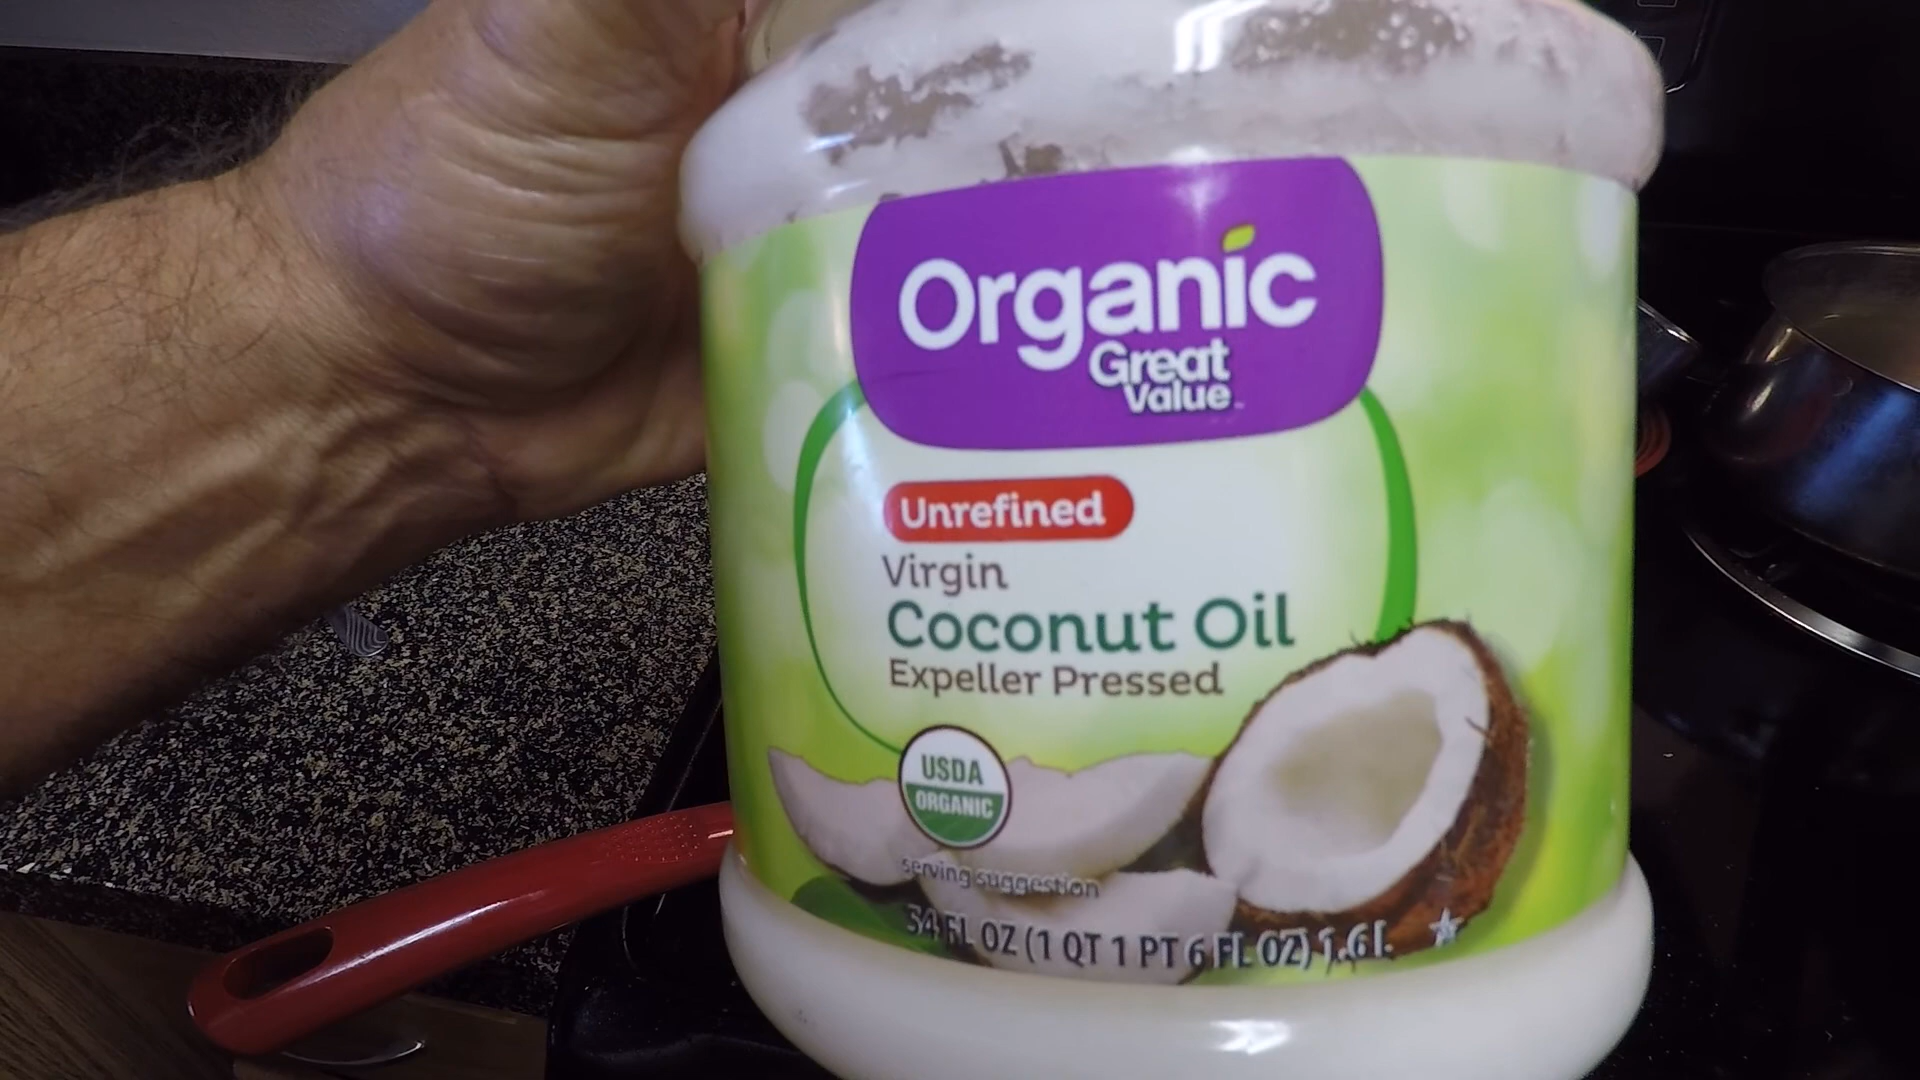 Organic
Great
Value™
Unrefined
Virgin
Coconut Oil
Expeller Pressed
USDA
ORGANIC
serving suggestion
54 FL OZ (1 QT 1 PT 6 FL OZ) 1.6 L